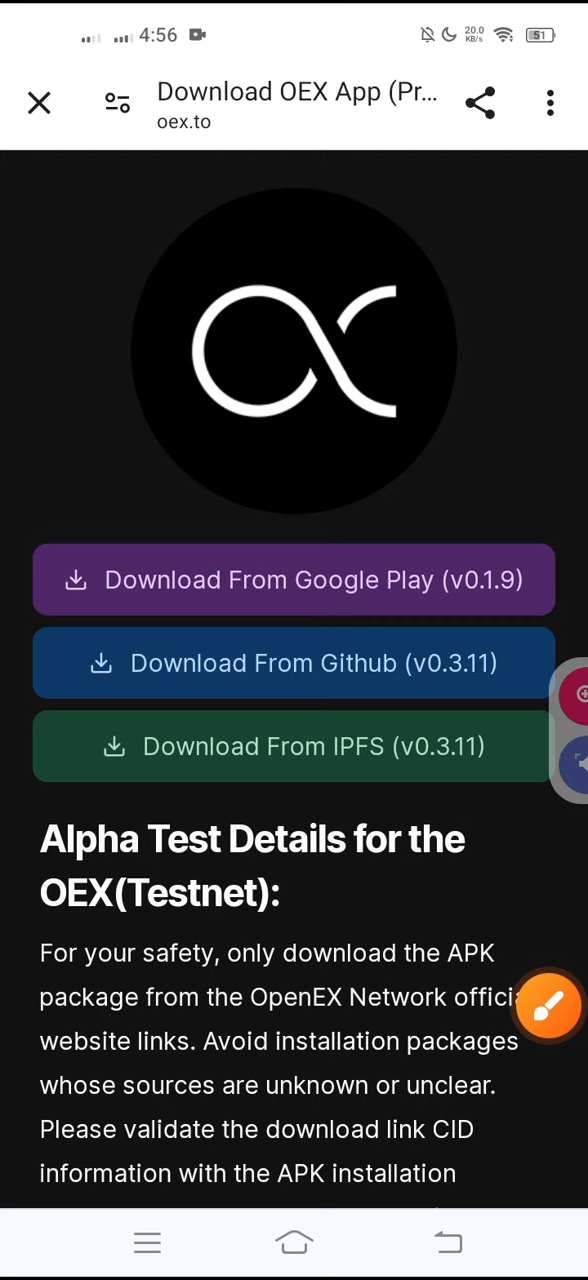 4:56
20.0
KB/s
51
Download OEX App (Pr...
oex.to
Download From Google Play (v0.1.9)
Download From Github (v0.3.11)
Download From IPFS (v0.3.11)
Alpha Test Details for the
OEX(Testnet):
For your safety, only download the APK
package from the OpenEX Network officia
website links. Avoid installation packages
whose sources are unknown or unclear.
Please validate the download link CID
information with the APK installation